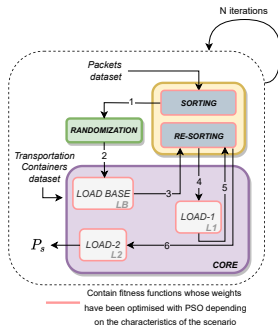 N iterations
Packets
dataset
SORTING
1
RANDOMIZATION
RE-SORTING
2
4
5
Transportation
Containers
dataset
LOAD BASE
LB
3
LOAD-1
L1
Ps
LOAD-2
L2
6
CORE
Contain fitness functions whose weights
have been optimised with PSO depending
on the characteristics of the scenario